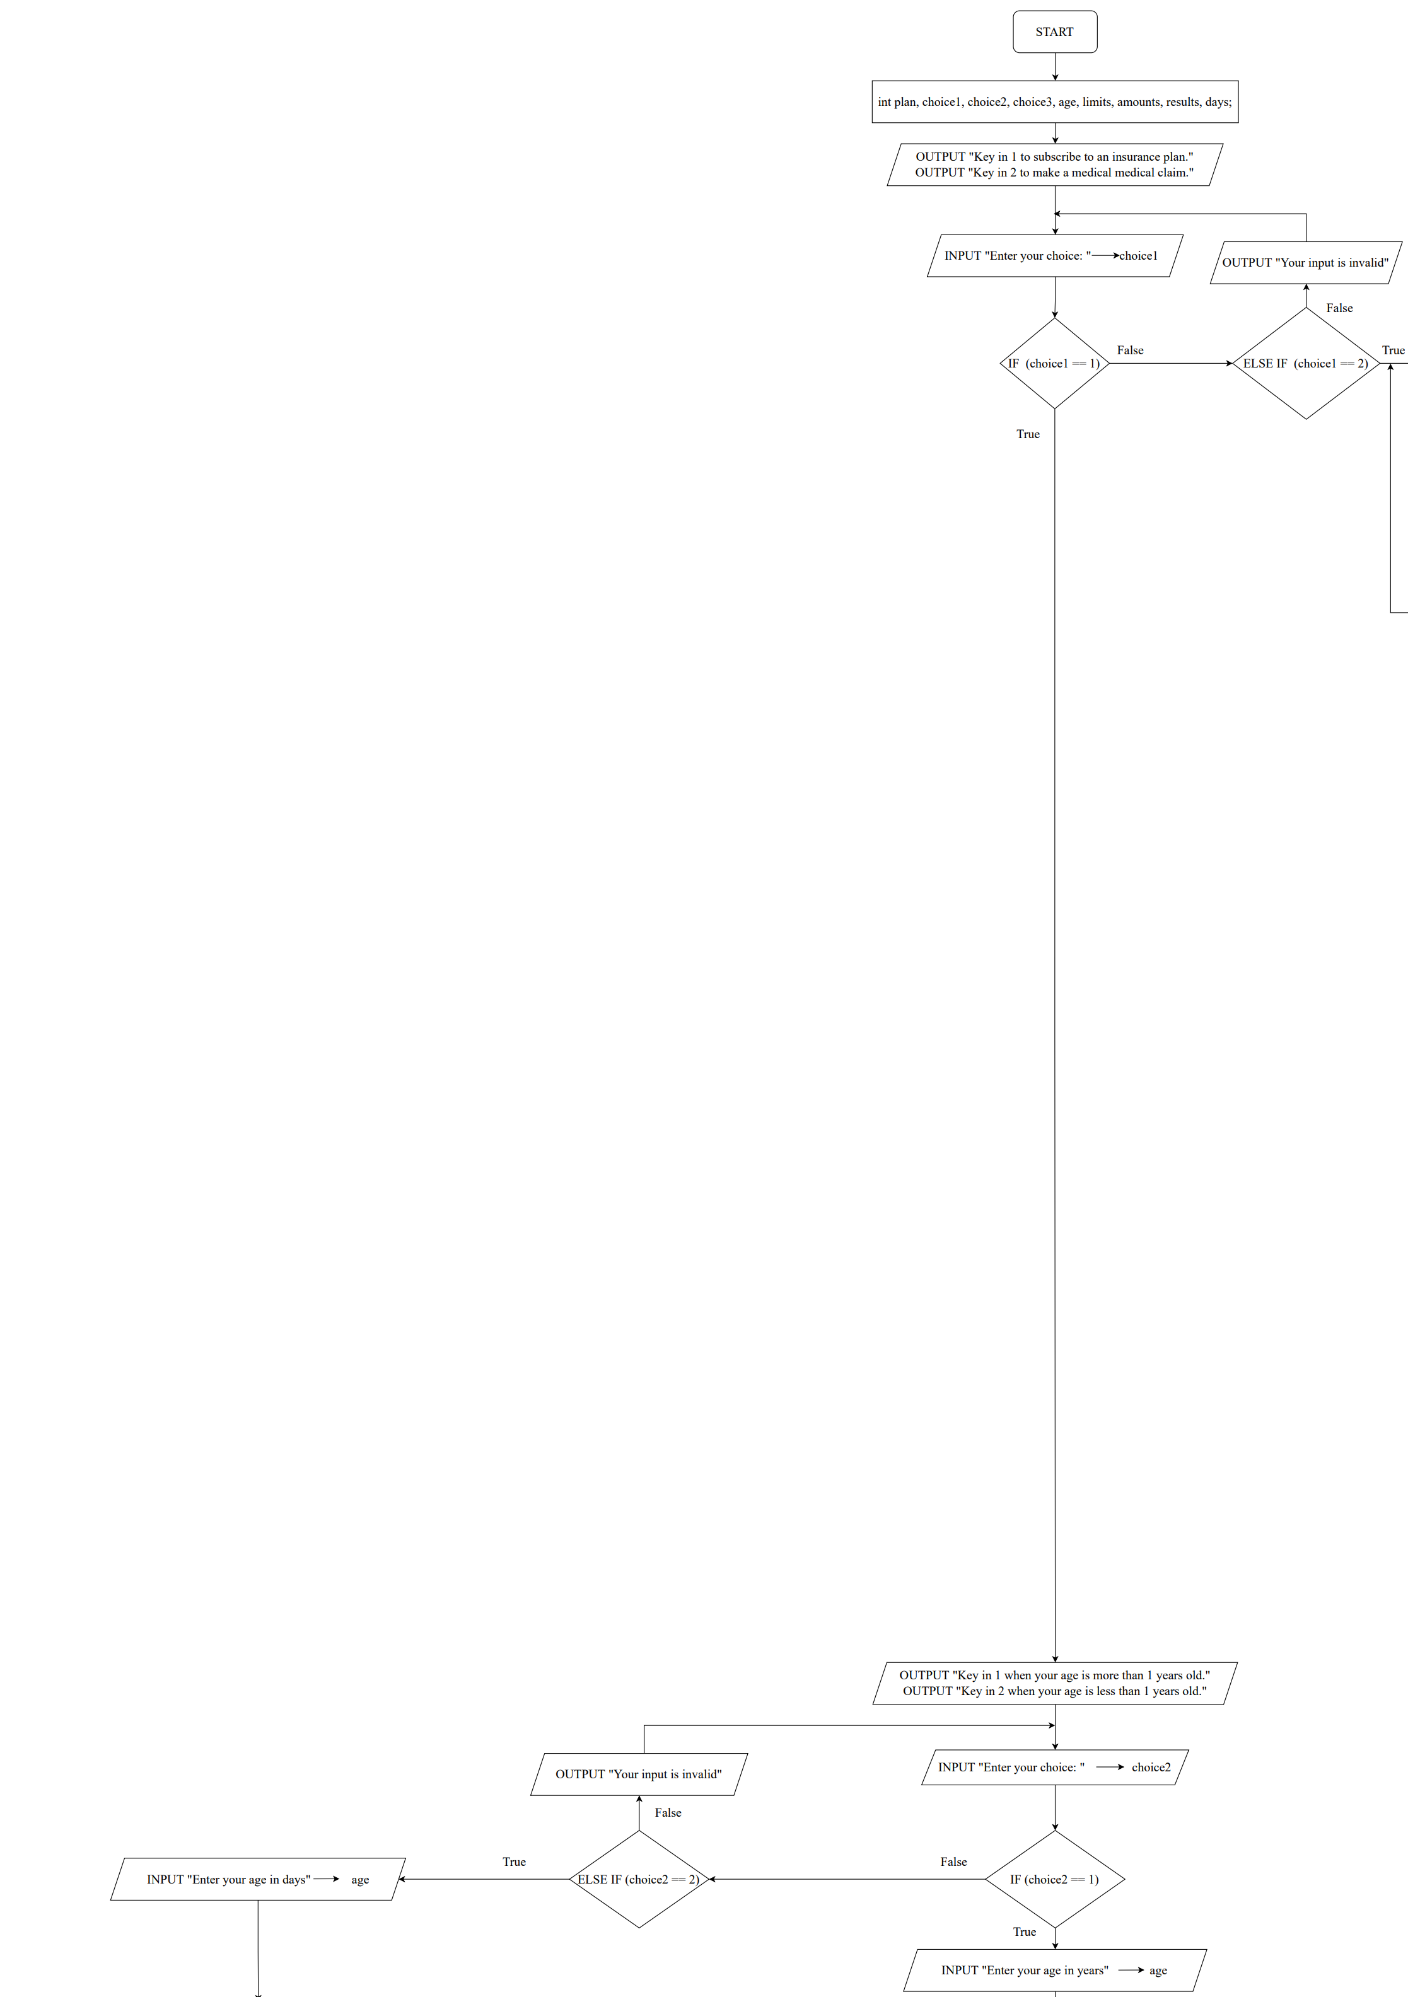 START
int plan, choice1, choice2, choice3, age, limits, amounts, results, days;
OUTPUT "Key in 1 to subscribe to an insurance plan."
OUTPUT "Key in 2 to make a medical medical claim."
INPUT "Enter your choice: " choice1
OUTPUT "Your input is invalid"
False
IF (choice1 == 1)
False
ELSE IF (choice1 == 2)
True
True
OUTPUT "Key in 1 when your age is more than 1 years old."
OUTPUT "Key in 2 when your age is less than 1 years old."
INPUT "Enter your choice: " choice2
OUTPUT "Your input is invalid"
False
IF (choice2 == 1)
False
ELSE IF (choice2 == 2)
True
INPUT "Enter your age in days" age
True
INPUT "Enter your age in years" age